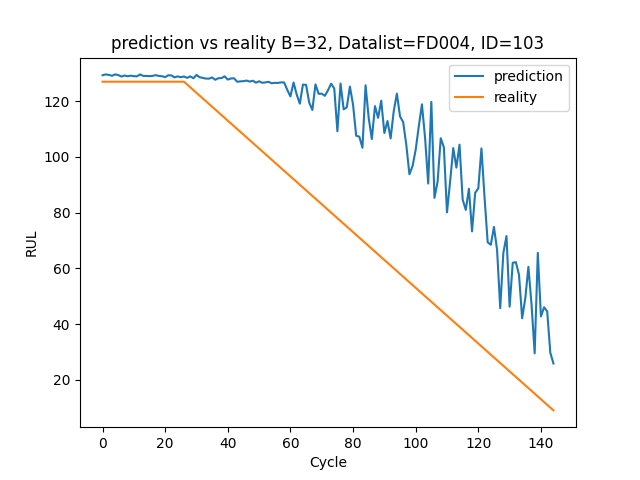 prediction vs reality B=32, Datalist=FD004, ID=103
prediction
reality
RUL
120
100
80
60
40
20
0 20 40 60 80 100 120 140
Cycle